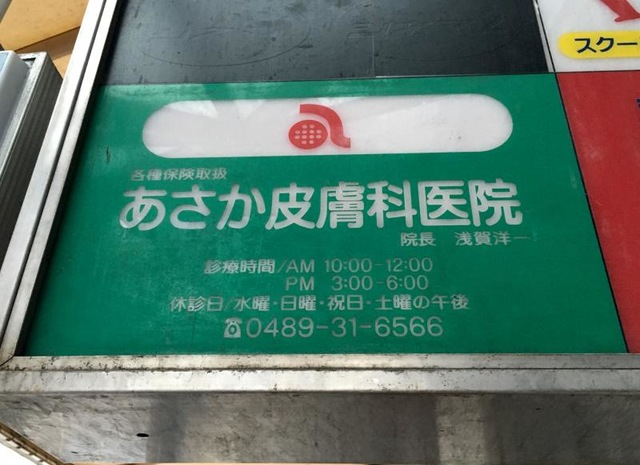 スクー
各種保険取扱
あさか皮膚科医院
院長 浅賀洋一
診療時間/AM 10:00-12:00
PM 3:00-6:00
休診日/水曜・日曜・祝日・土曜の午後
☎0489-31-6566